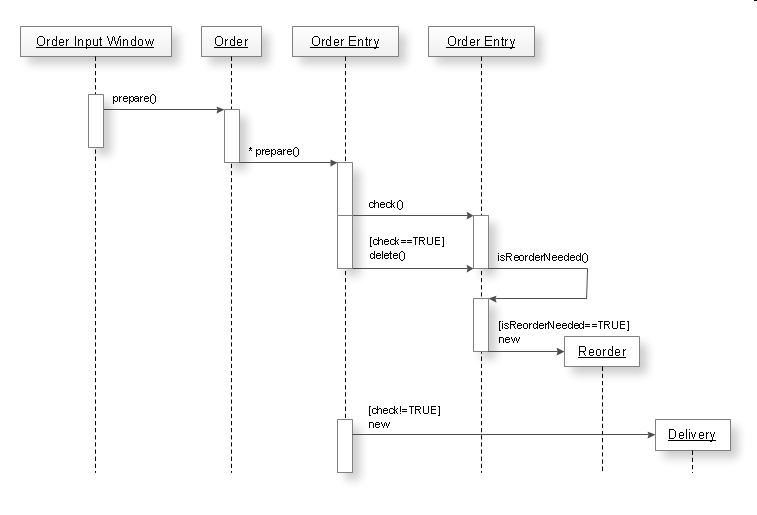 Order Input Window
Order
Order Entry
Order Entry
prepare()
* prepare()
check()
[check==TRUE]
delete()
isReorderNeeded()
[isReorderNeeded==TRUE]
new
Reorder
[check!=TRUE]
new
Delivery